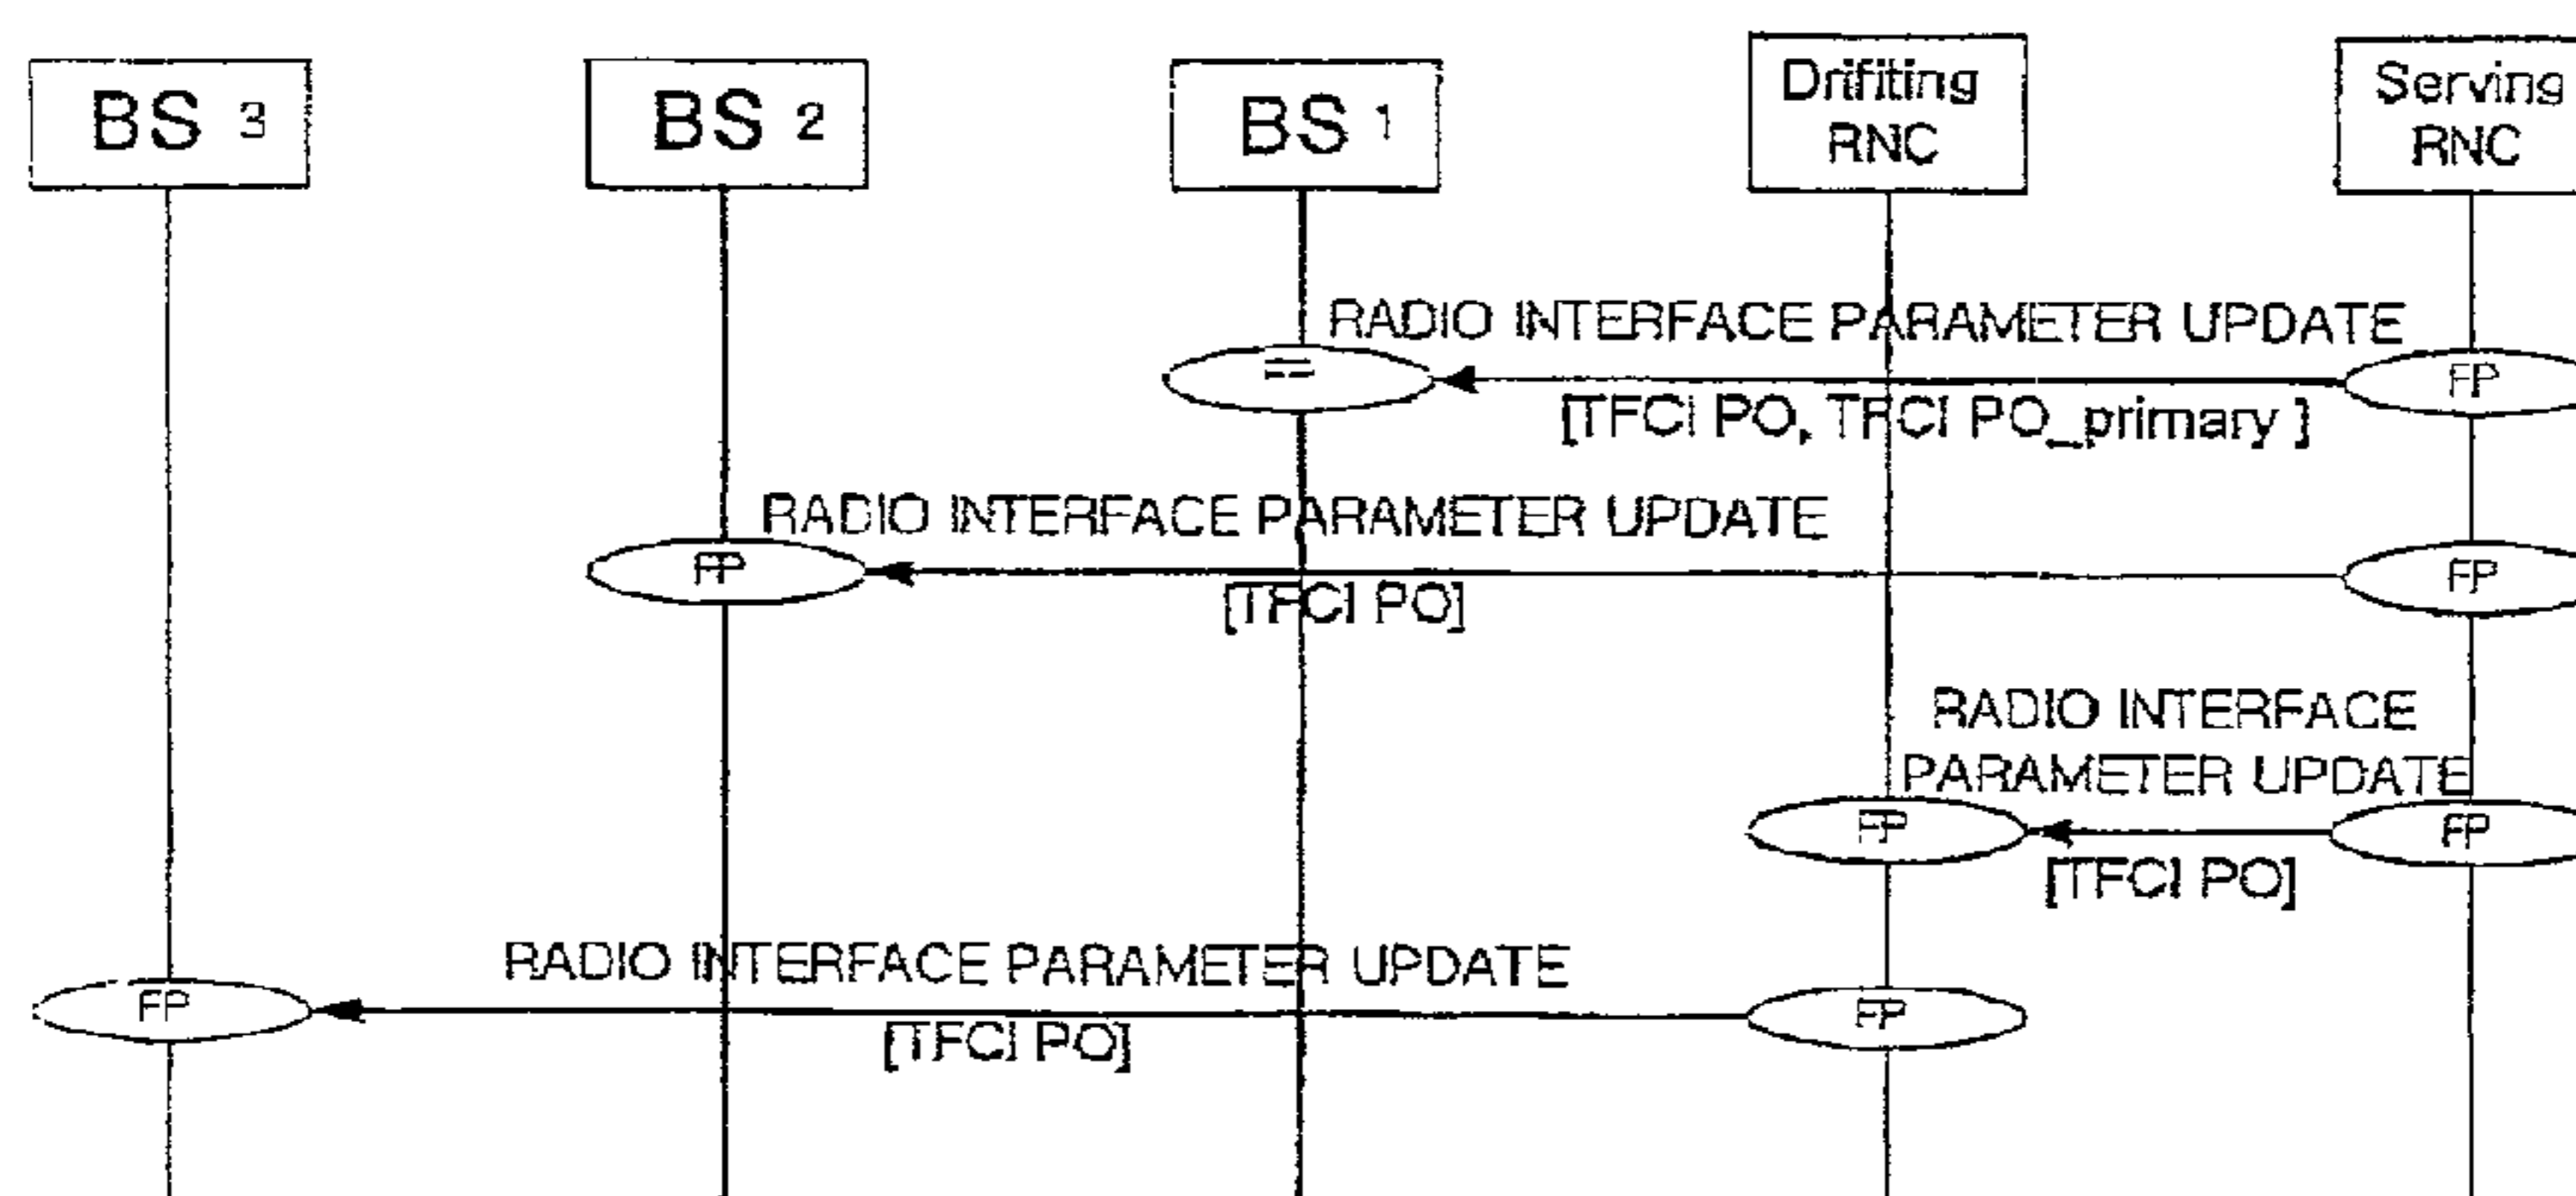 BS 3
BS 2
BS 1
Drifiting
RNC
Serving
RNC
RADIO INTERFACE PARAMETER UPDATE
FP
[TFCI PO, TFCI PO_primary ]
RADIO INTERFACE PARAMETER UPDATE
FP
FP
[TFCI PO]
RADIO INTERFACE
PARAMETER UPDATE
FP
FP
[TFCI PO]
RADIO INTERFACE PARAMETER UPDATE
FP
FP
[TFCI PO]